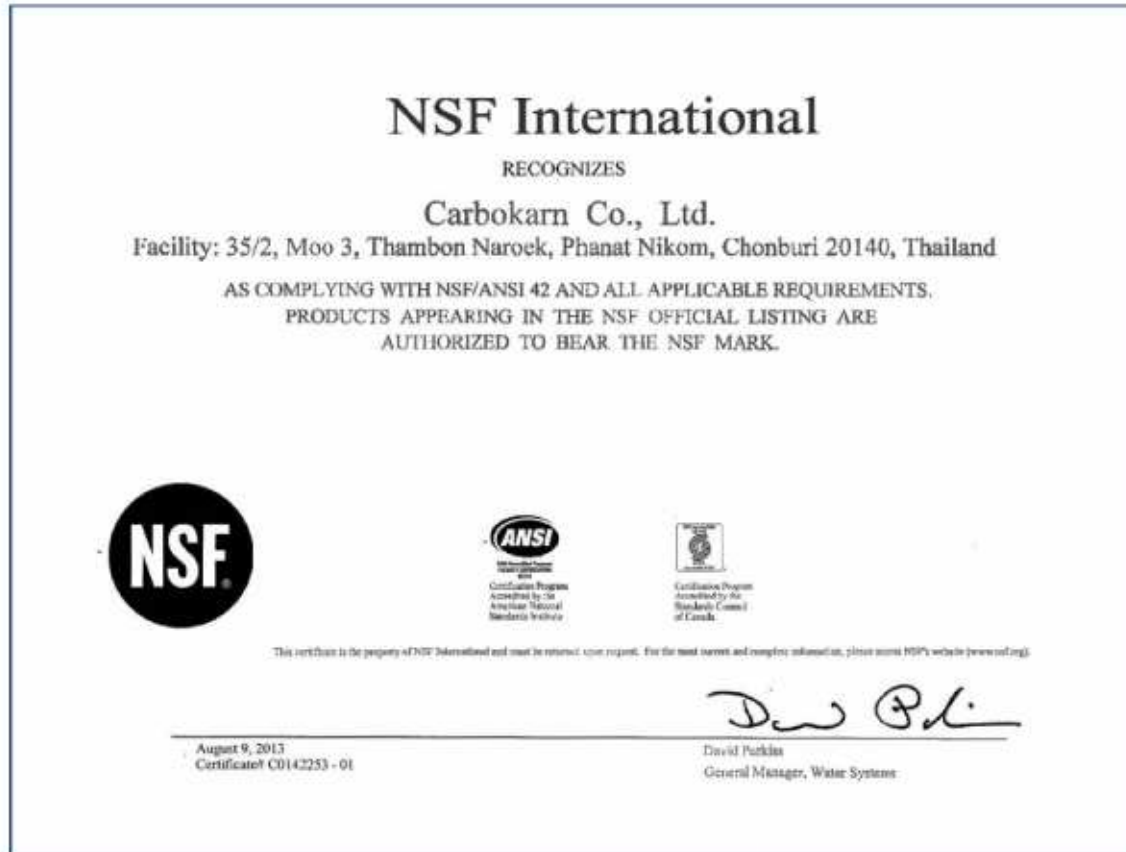 NSF International
RECOGNIZES
Carbokarn Co., Ltd.
Facility: 35/2, Moo 3, Thambon Naroek, Phanat Nikom, Chonburi 20140, Thailand
AS COMPLYING WITH NSF/ANSI 42 AND ALL APPLICABLE REQUIREMENTS.
PRODUCTS APPEARING IN THE NSF OFFICIAL LISTING ARE
AUTHORIZED TO BEAR THE NSF MARK.
NSF®
ANSI
Certification Program
Accredited by the
American National
Standards Institute
Certification Program
Accredited by the
Standards Council
of Canada
This certificate is the property of NSF International and must be returned upon request. For the most current and complete information, please access NSF's website (www.nsf.org).
August 9, 2013
Certificate# C0142253 - 01
David Purkiss
General Manager, Water Systems